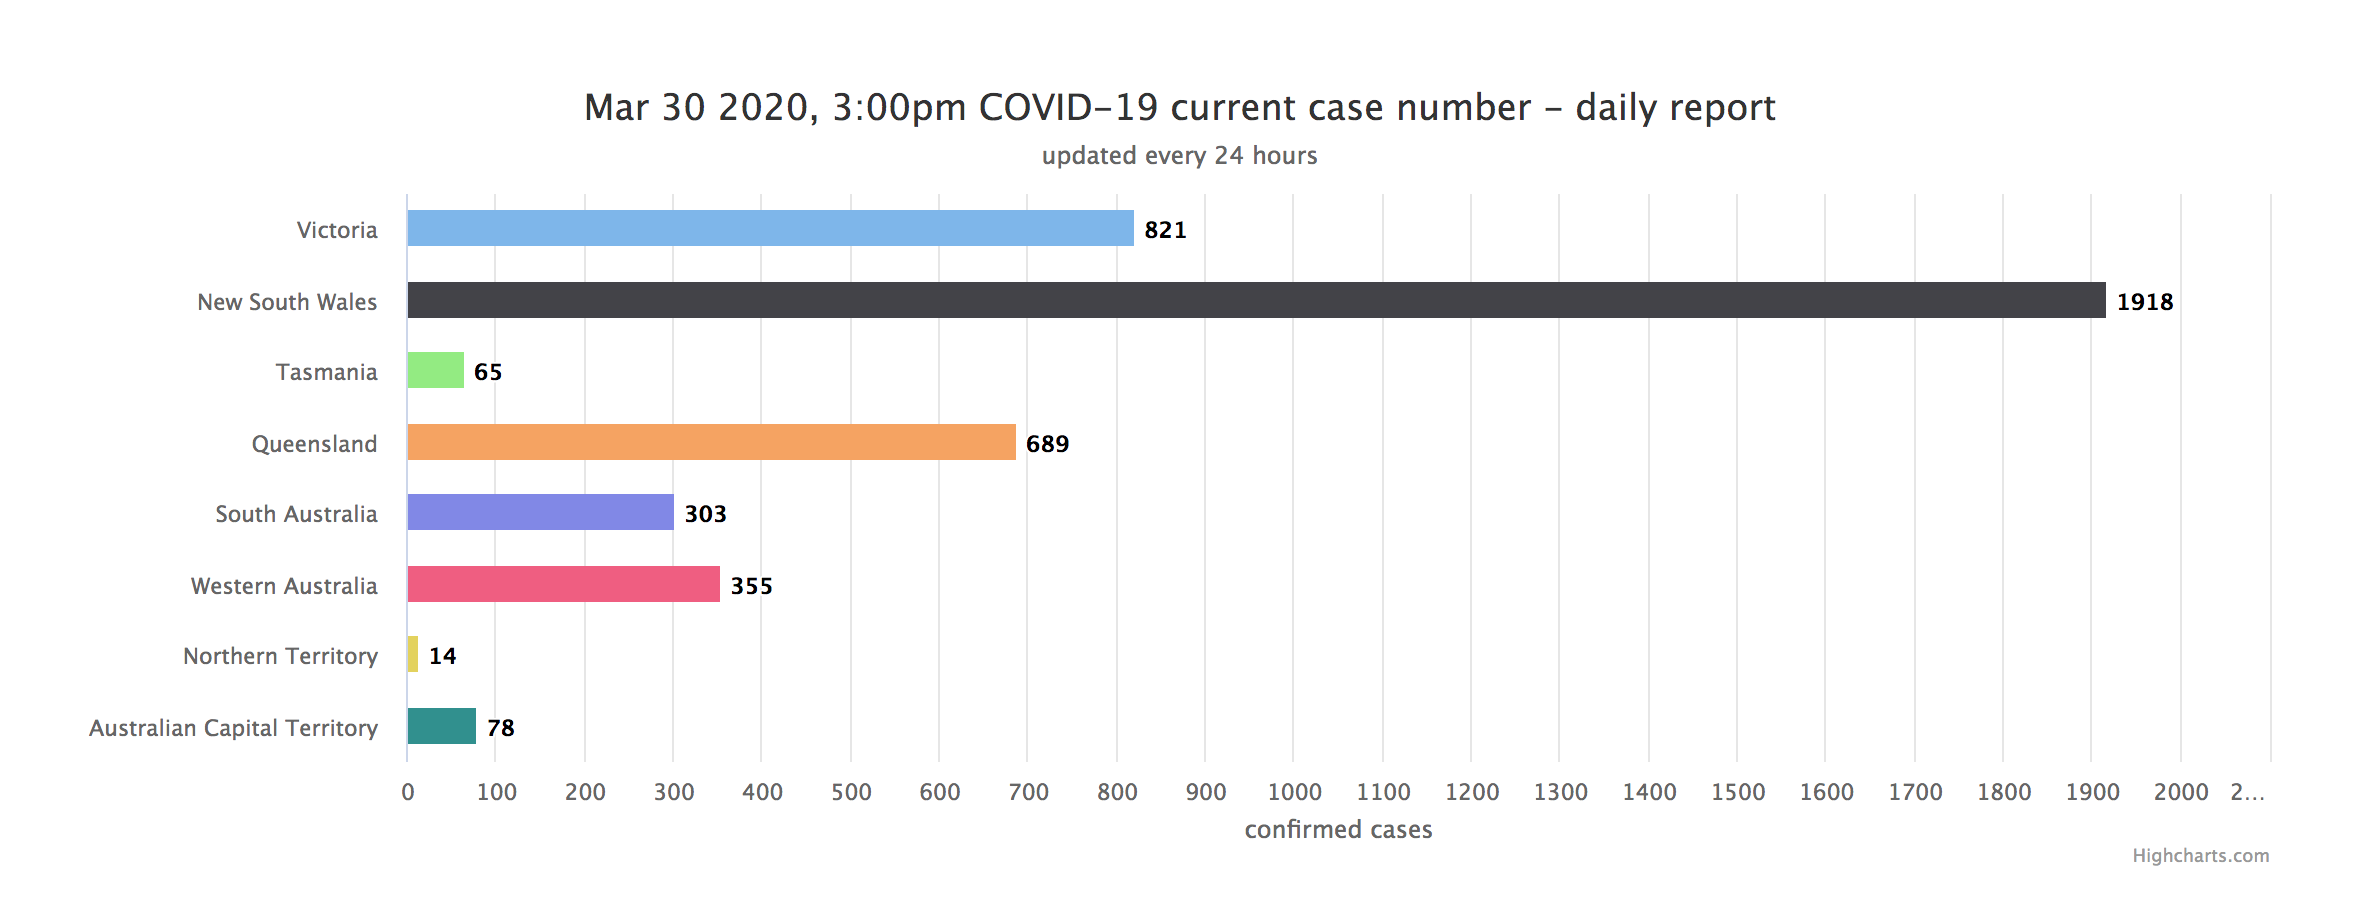 Mar 30 2020, 3:00pm COVID-19 current case number - daily report
updated every 24 hours
Victoria 821
New South Wales 1918
Tasmania 65
Queensland 689
South Australia 303
Western Australia 355
Northern Territory 14
Australian Capital Territory 78
0 100 200 300 400 500 600 700 800 900 1000 1100 1200 1300 1400 1500 1600 1700 1800 1900 2000 2...
confirmed cases
Highcharts.com